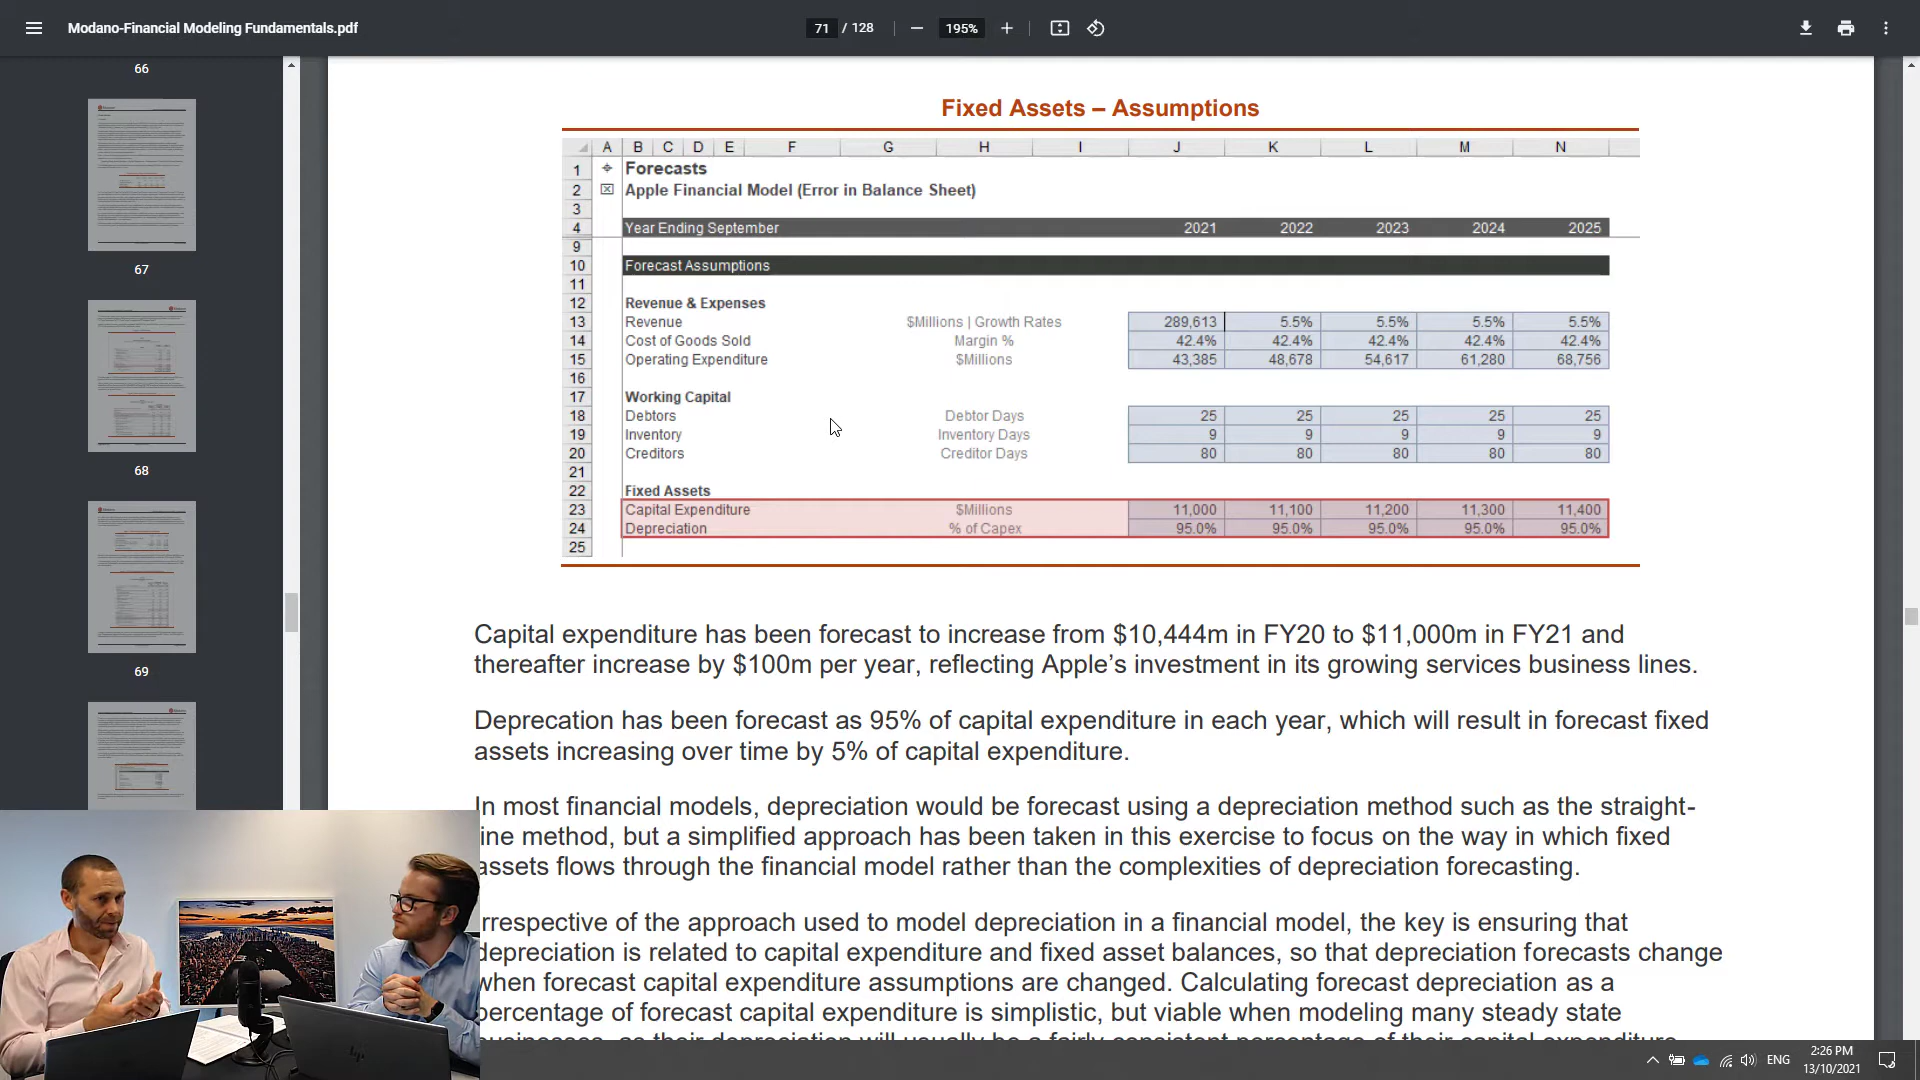 Modano-Financial Modeling Fundamentals.pdf
71 / 128
195%
66
67
68
69
Fixed Assets – Assumptions
A B C D E F G H I J K L M N
1 Forecasts
2 Apple Financial Model (Error in Balance Sheet)
3
4 Year Ending September 2021 2022 2023 2024 2025
9
10 Forecast Assumptions
11
12 Revenue & Expenses
13 Revenue $Millions | Growth Rates 289,613 5.5% 5.5% 5.5% 5.5%
14 Cost of Goods Sold Margin % 42.4% 42.4% 42.4% 42.4% 42.4%
15 Operating Expenditure $Millions 43,385 48,678 54,617 61,280 68,756
16
17 Working Capital
18 Debtors Debtor Days 25 25 25 25 25
19 Inventory Inventory Days 9 9 9 9 9
20 Creditors Creditor Days 80 80 80 80 80
21
22 Fixed Assets
23 Capital Expenditure $Millions 11,000 11,100 11,200 11,300 11,400
24 Depreciation % of Capex 95.0% 95.0% 95.0% 95.0% 95.0%
25
Capital expenditure has been forecast to increase from $10,444m in FY20 to $11,000m in FY21 and
thereafter increase by $100m per year, reflecting Apple's investment in its growing services business lines.
Deprecation has been forecast as 95% of capital expenditure in each year, which will result in forecast fixed
assets increasing over time by 5% of capital expenditure.
In most financial models, depreciation would be forecast using a depreciation method such as the straight-
line method, but a simplified approach has been taken in this exercise to focus on the way in which fixed
assets flows through the financial model rather than the complexities of depreciation forecasting.
Irrespective of the approach used to model depreciation in a financial model, the key is ensuring that
depreciation is related to capital expenditure and fixed asset balances, so that depreciation forecasts change
when forecast capital expenditure assumptions are changed. Calculating forecast depreciation as a
percentage of forecast capital expenditure is simplistic, but viable when modeling many steady state
businesses, as their depreciation will usually be a fairly consistent percentage of their capital expenditure
ENG
2:26 PM
13/10/2021